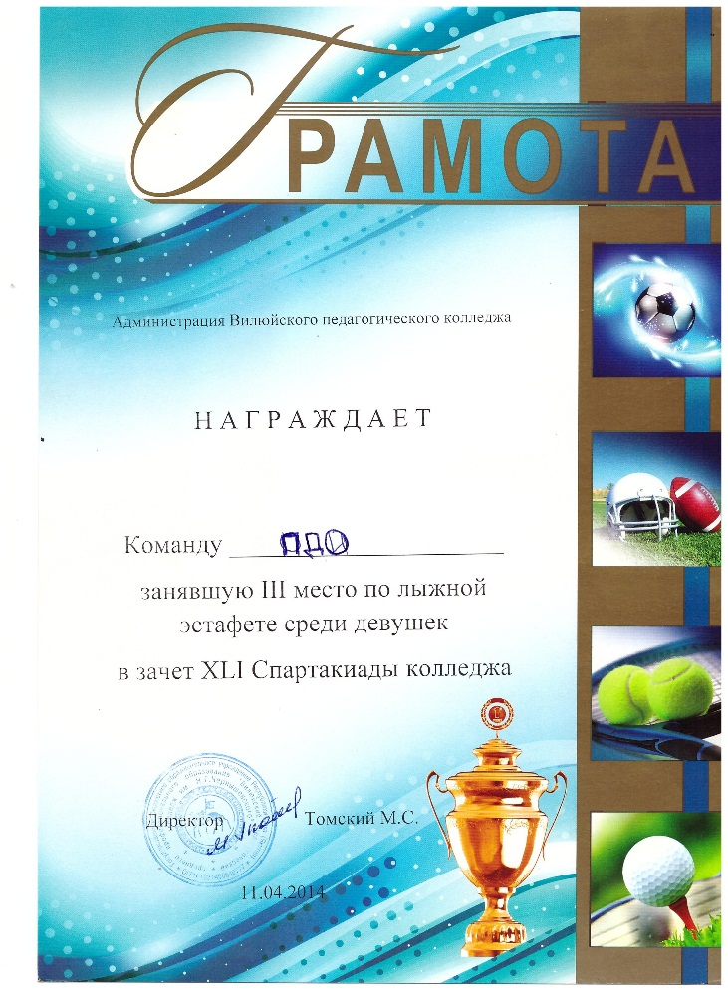 ГРАМОТА
Администрация Вилюйского педагогического колледжа
НАГРАЖДАЕТ
Команду ПДО
занявшую III место по лыжной
эстафете среди девушек
в зачет XLI Спартакиады колледжа
Директор Томский М.С.
11.04.2014